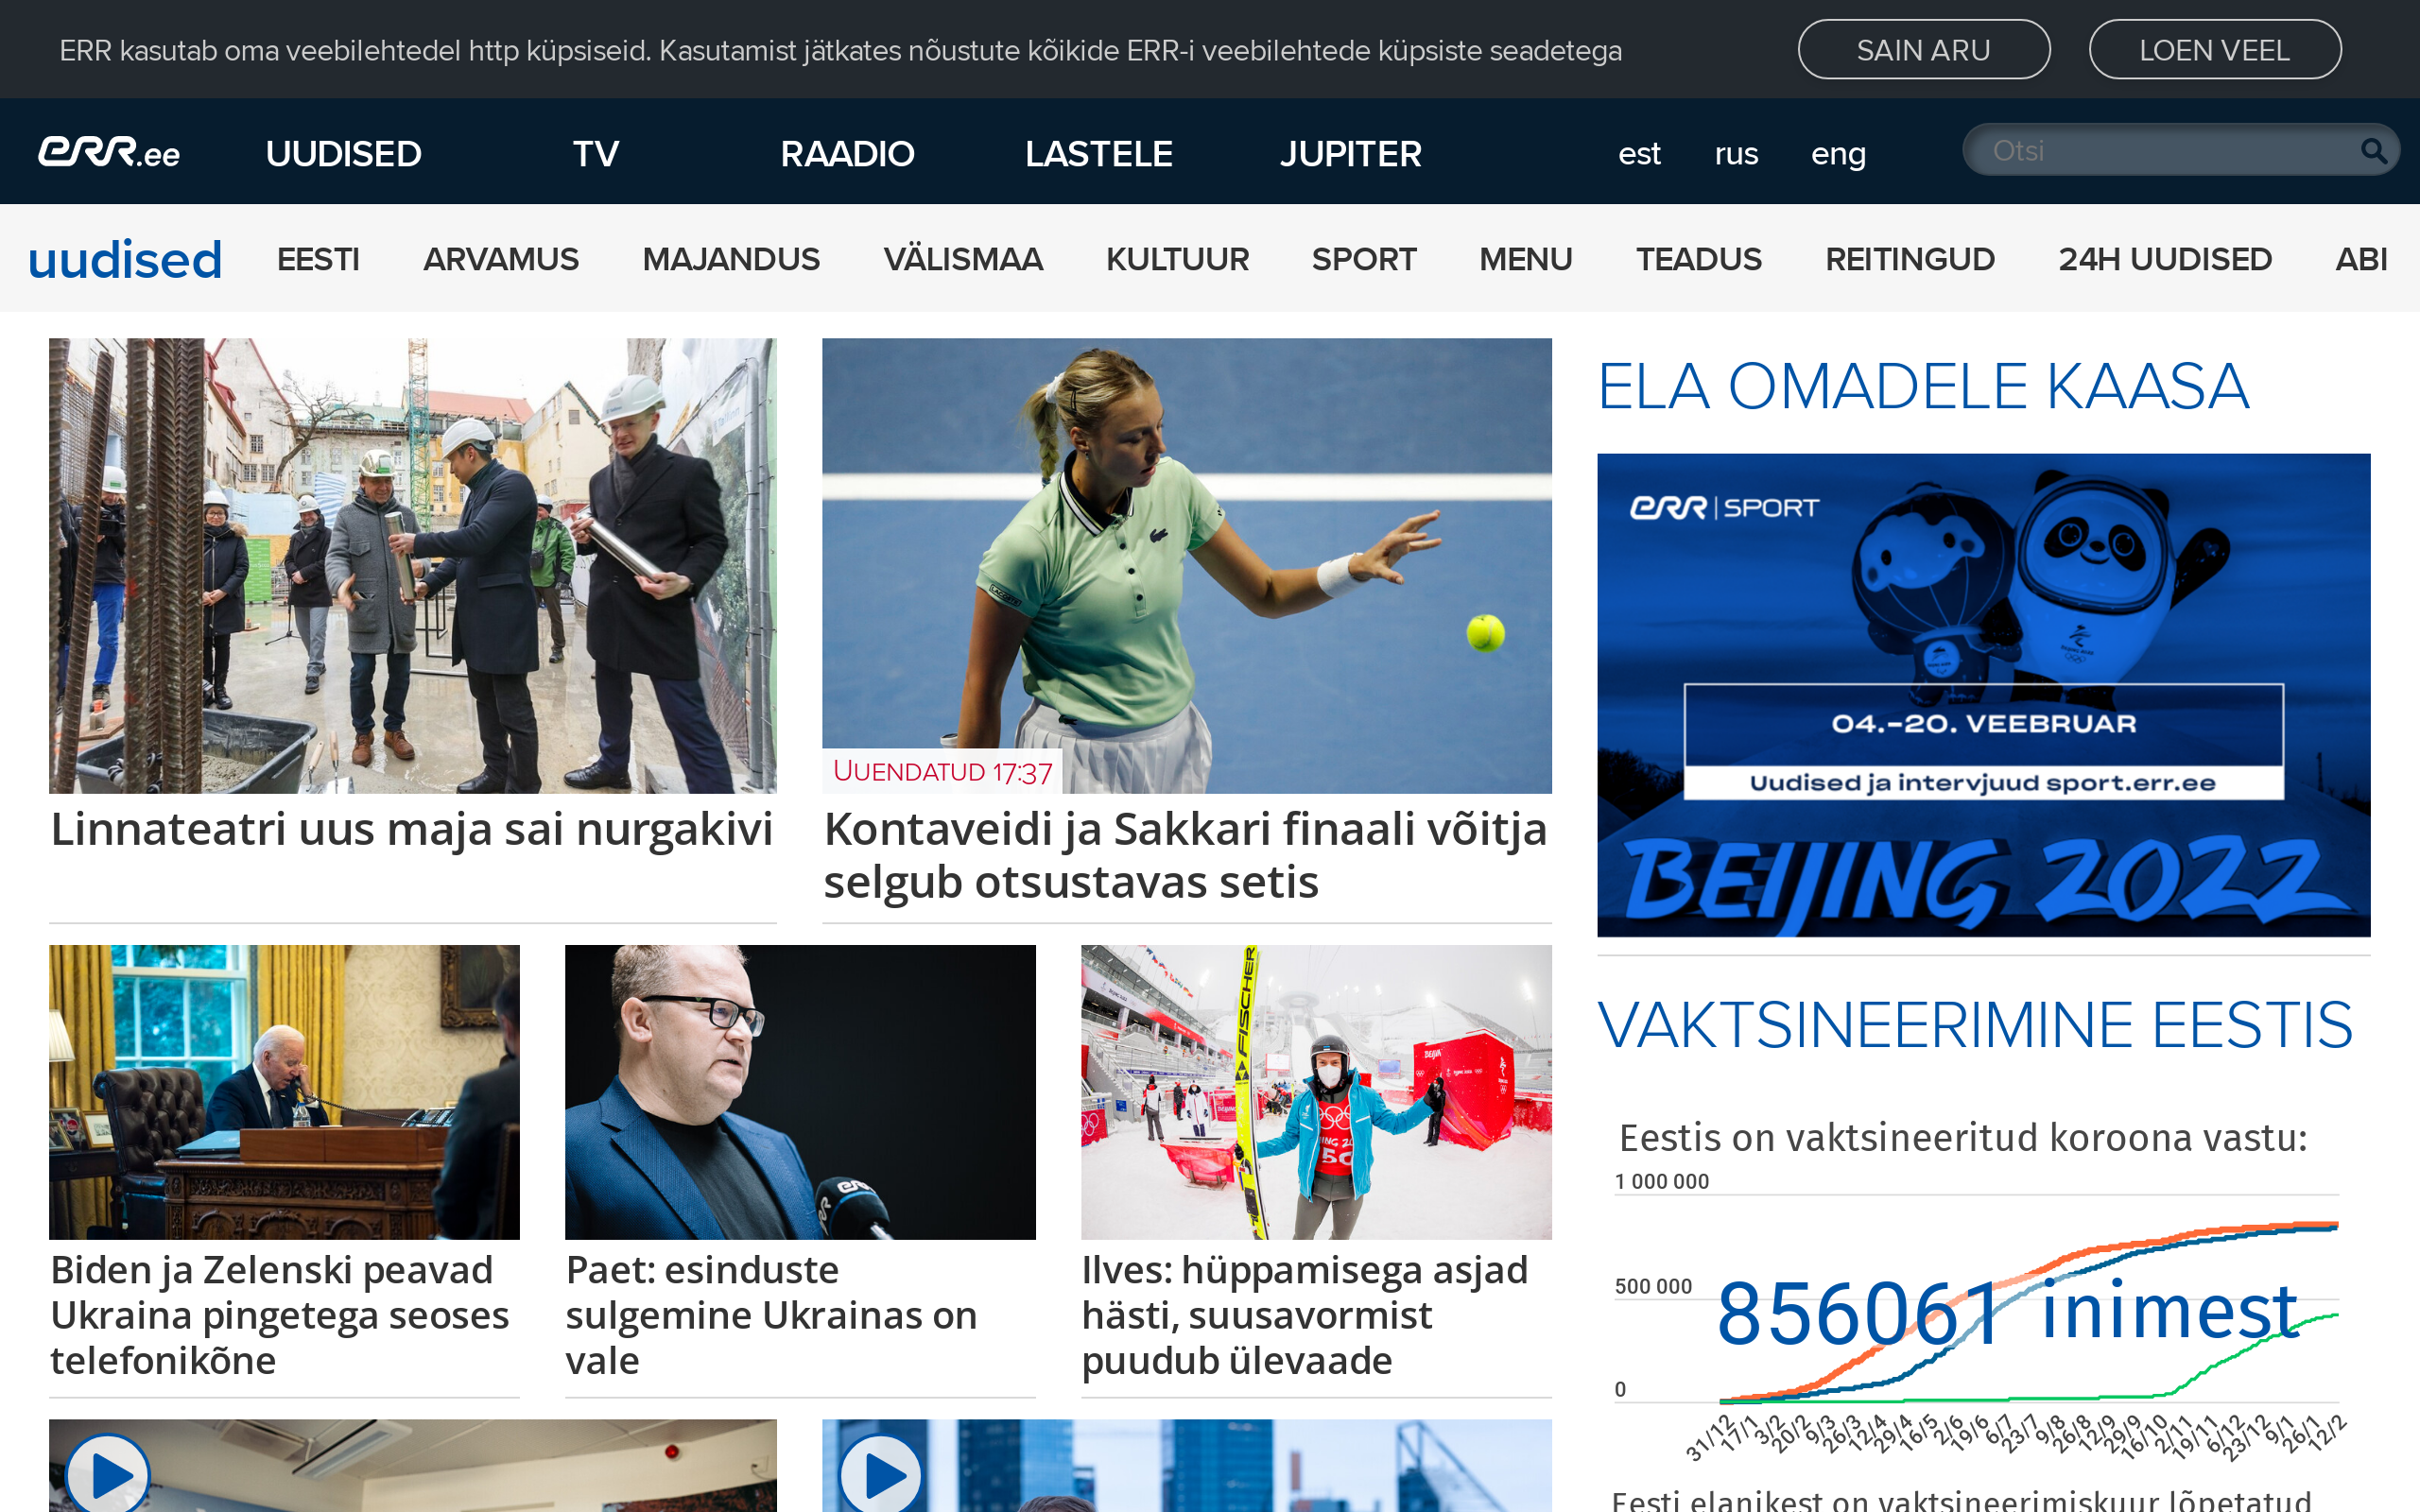 ERR kasutab oma veebilehtedel http küpsiseid. Kasutamist jätkates nõustute kõikide ERR-i veebilehtede küpsiste seadetega
SAIN ARU
LOEN VEEL
err.ee
UUDISED
TV
RAADIO
LASTELE
JUPITER
est
rus
eng
Otsi
uudised
EESTI
ARVAMUS
MAJANDUS
VÄLISMAA
KULTUUR
SPORT
MENU
TEADUS
REITINGUD
24H UUDISED
ABI
UUENDATUD 17:37
Linnateatri uus maja sai nurgakivi
Kontaveidi ja Sakkari finaali võitja
selgub otsustavas setis
FISCHER
Biden ja Zelenski peavad
Ukraina pingetega seoses
telefonikõne
Paet: esinduste
sulgemine Ukrainas on
vale
Ilves: hüppamisega asjad
hästi, suusavormist
puudub ülevaade
ELA OMADELE KAASA
err SPORT
04.–20. VEEBRUAR
Uudised ja intervjuud sport.err.ee
BEIJING 2022
VAKTSINEERIMINE EESTIS
Eestis on vaktsineeritud koroona vastu:
1 000 000
500 000
856061 inimest
0
31/12
17/1
3/2
20/2
9/3
26/3
12/4
29/4
16/5
2/6
19/6
6/7
23/7
9/8
26/8
12/9
29/9
16/10
2/11
19/11
6/12
23/12
9/1
26/1
12/2
Eesti elanikest on vaktsineerimiskuur lõpetatud